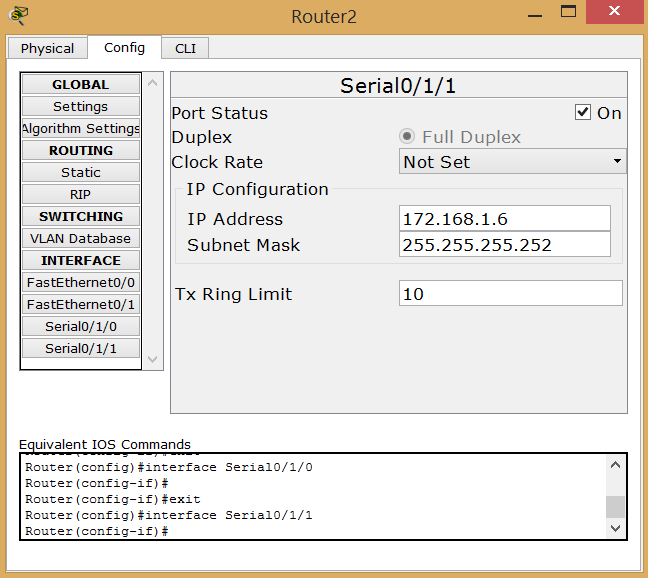 Router2
Physical
Config
CLI
GLOBAL
Settings
Algorithm Settings
ROUTING
Static
RIP
SWITCHING
VLAN Database
INTERFACE
FastEthernet0/0
FastEthernet0/1
Serial0/1/0
Serial0/1/1
Serial0/1/1
Port Status
On
Duplex
Full Duplex
Clock Rate
Not Set
IP Configuration
IP Address
172.168.1.6
Subnet Mask
255.255.255.252
Tx Ring Limit
10
Equivalent IOS Commands
Router(config-if)#exit
Router(config)#interface Serial0/1/0
Router(config-if)#
Router(config-if)#exit
Router(config)#interface Serial0/1/1
Router(config-if)#